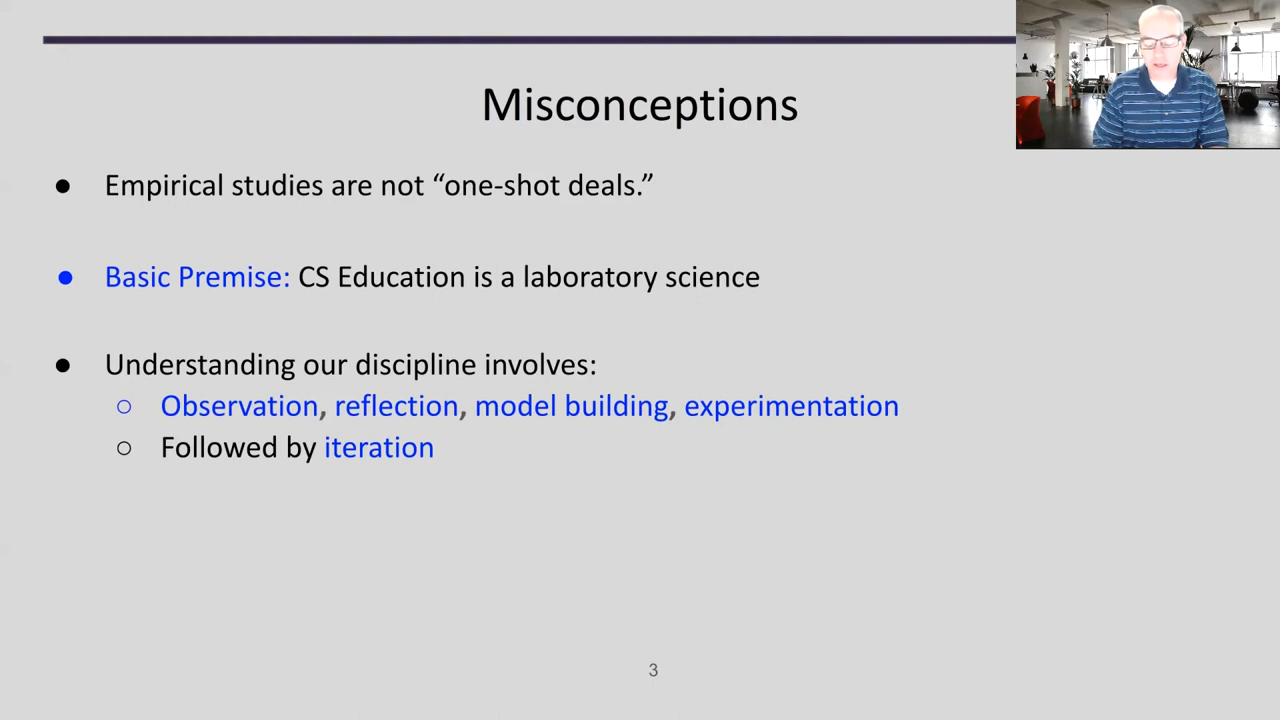 Misconceptions
● Empirical studies are not “one-shot deals.”
● Basic Premise: CS Education is a laboratory science
● Understanding our discipline involves:
○ Observation, reflection, model building, experimentation
○ Followed by iteration
3